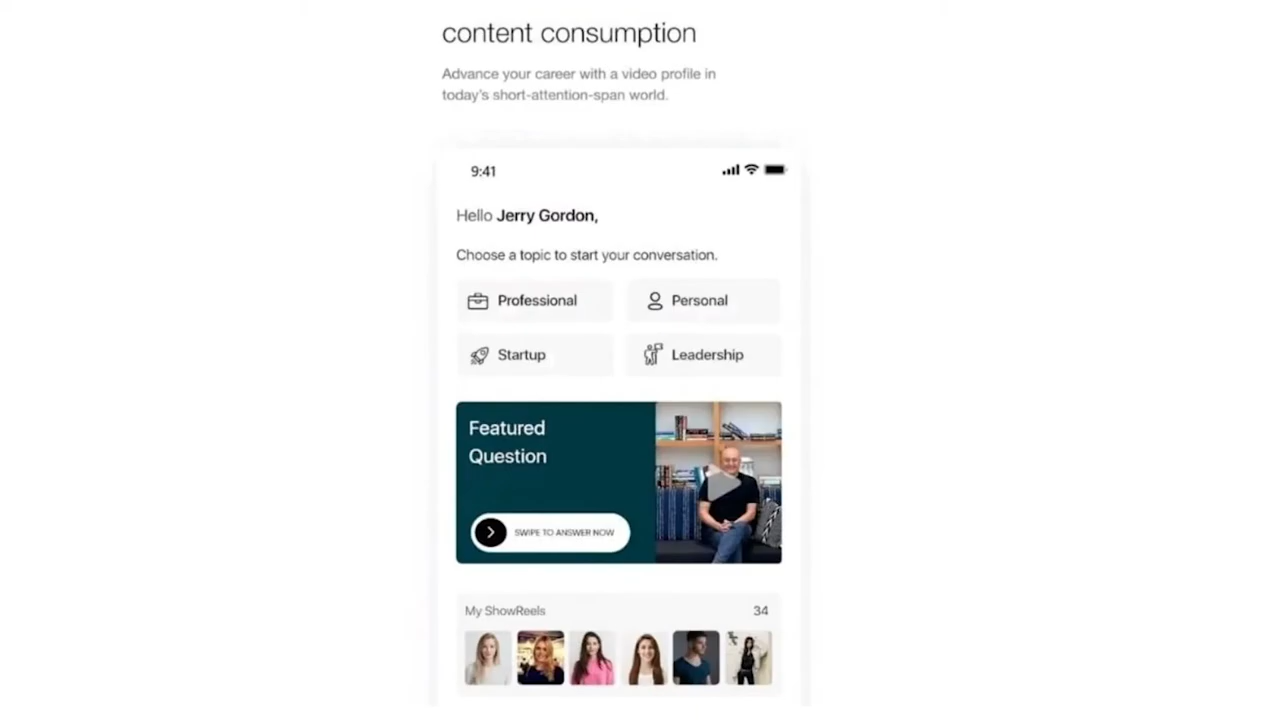 content consumption
Advance your career with a video profile in
today's short-attention-span world.
9:41
Hello Jerry Gordon,
Choose a topic to start your conversation.
Professional
Personal
Startup
Leadership
Featured
Question
SWIPE TO ANSWER NOW
My ShowReels
34